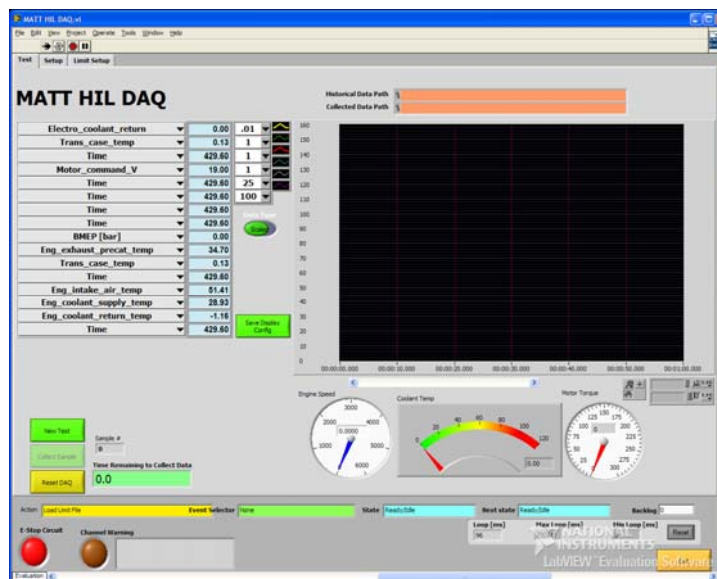 MATT HIL DAQ.vi
File Edit View Project Operate Tools Window Help
Test Setup Limit Setup
MATT HIL DAQ
Historical Data Path
Collected Data Path
Electro_coolant_return 0.00 .01
Trans_case_temp 0.13 1
Time 429.60 1
Motor_command_V 19.00 1
Time 429.60 25
Time 429.60 100
Time 429.60
Time 429.60
BMEP [bar] 0.00
Eng_exhaust_precat_temp 34.70
Trans_case_temp 0.13
Time 429.60
Eng_intake_air_temp 51.41
Eng_coolant_supply_temp 28.93
Eng_coolant_return_temp -1.16
Time 429.60
Scaled
Save Display Config
160
150
140
130
120
110
100
90
80
70
60
50
40
30
20
10
0
00:00:00.000 00:00:10.000 00:00:20.000 00:00:30.000 00:00:40.000 00:00:50.000 00:01:00.000
Engine Speed
0 1000 2000 3000 4000 5000 6000
0.0000
Coolant Temp
0 20 40 60 80 100 120
0.00
Motor Torque
0 25 75 100 125 150 175 200 225 250 275 300
0
New Test
Collect Sample
Reset DAQ
Sample #
0
Time Remaining to Collect Data
0.0
Action Load Limit File Event Selector None State Ready/Idle Next state Ready/Idle Backlog 0
E-Stop Circuit
Channel Warning
Loop [ms] Max Loop [ms] Min Loop [ms]
96
Reset
NATIONAL INSTRUMENTS
LabVIEW Evaluation Software
Evaluation